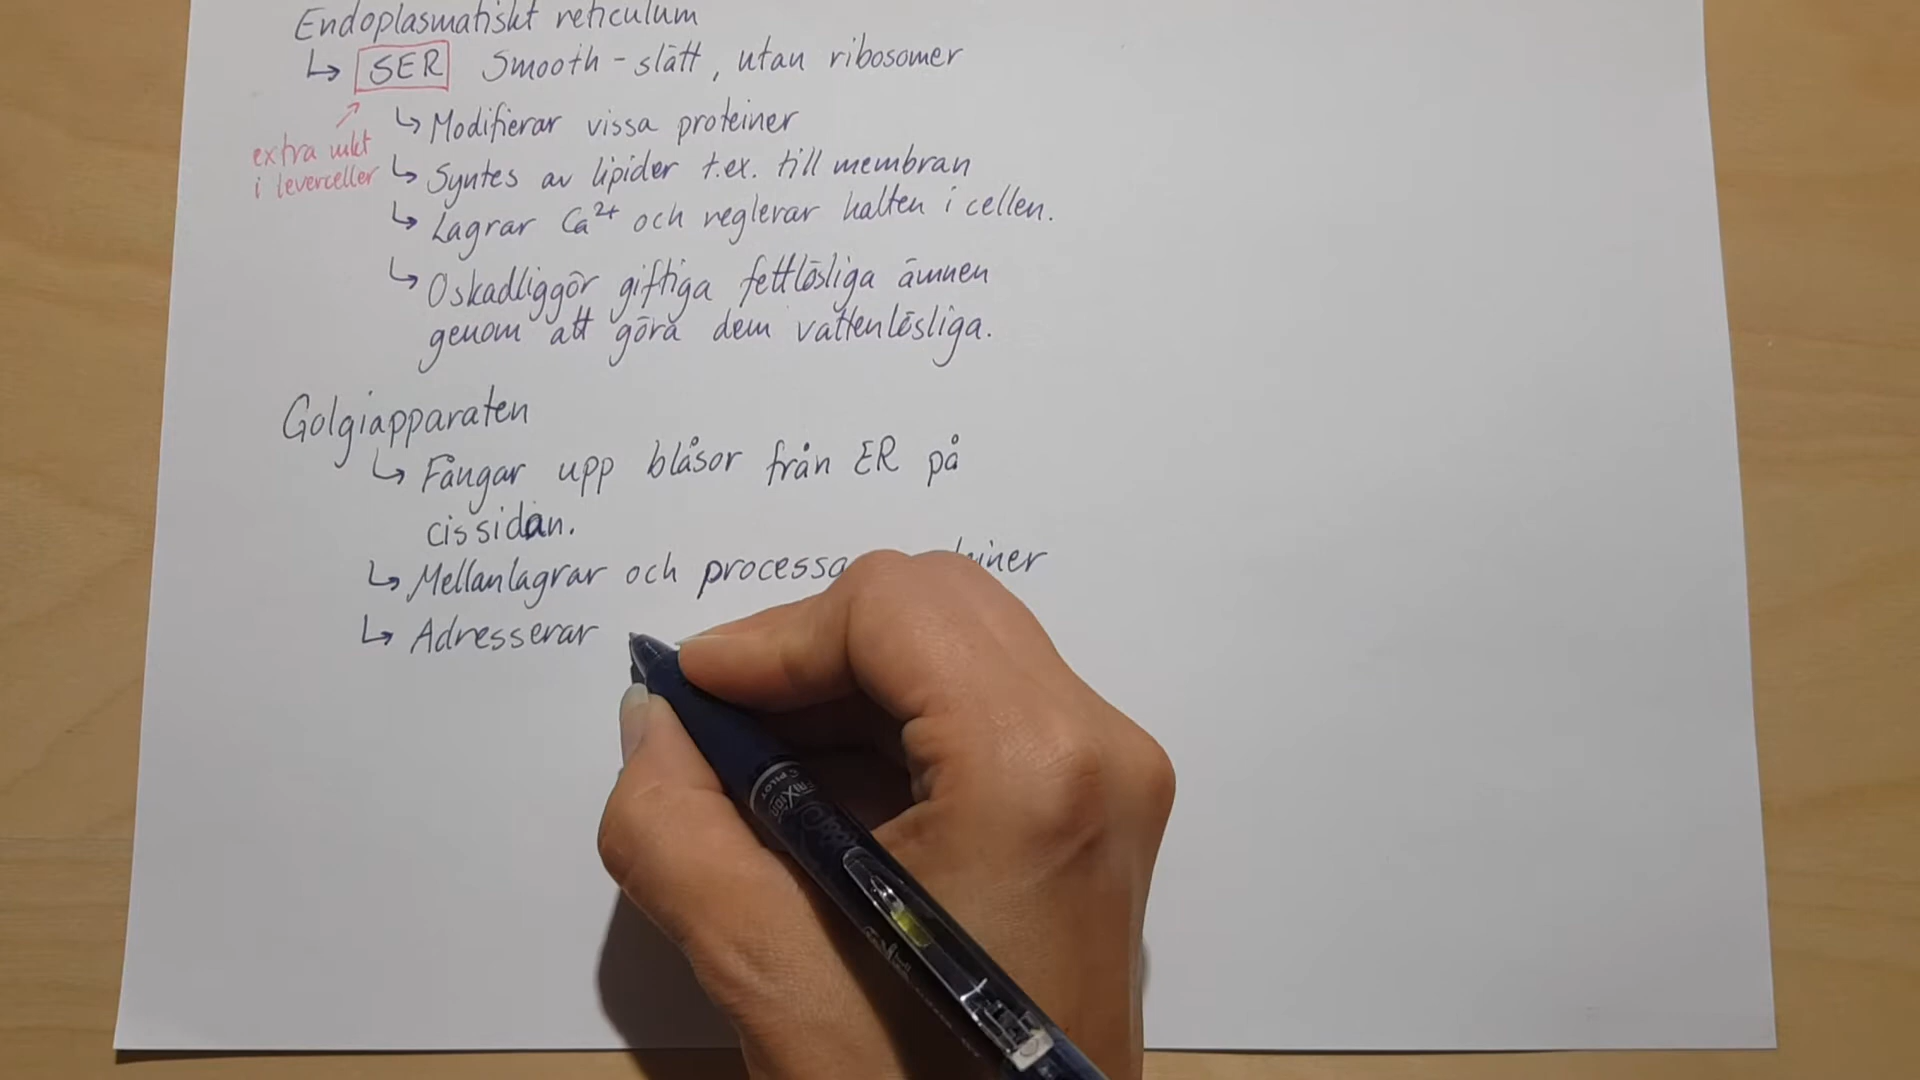 Endoplasmatiskt reticulum
↳ SER Smooth - slätt, utan ribosomer
↳ Modifierar vissa proteiner
extra mkt
i leverceller
↳ Syntes av lipider t.ex. till membran
↳ Lagrar Ca²⁺ och reglerar halten i cellen.
↳ Oskadliggör giftiga fettlösliga ämnen
genom att göra dem vattenlösliga.
Golgiapparaten
↳ Fångar upp blåsor från ER på
cissidan.
↳ Mellanlagrar och
↳ Adresserar
PILOT
FriXion